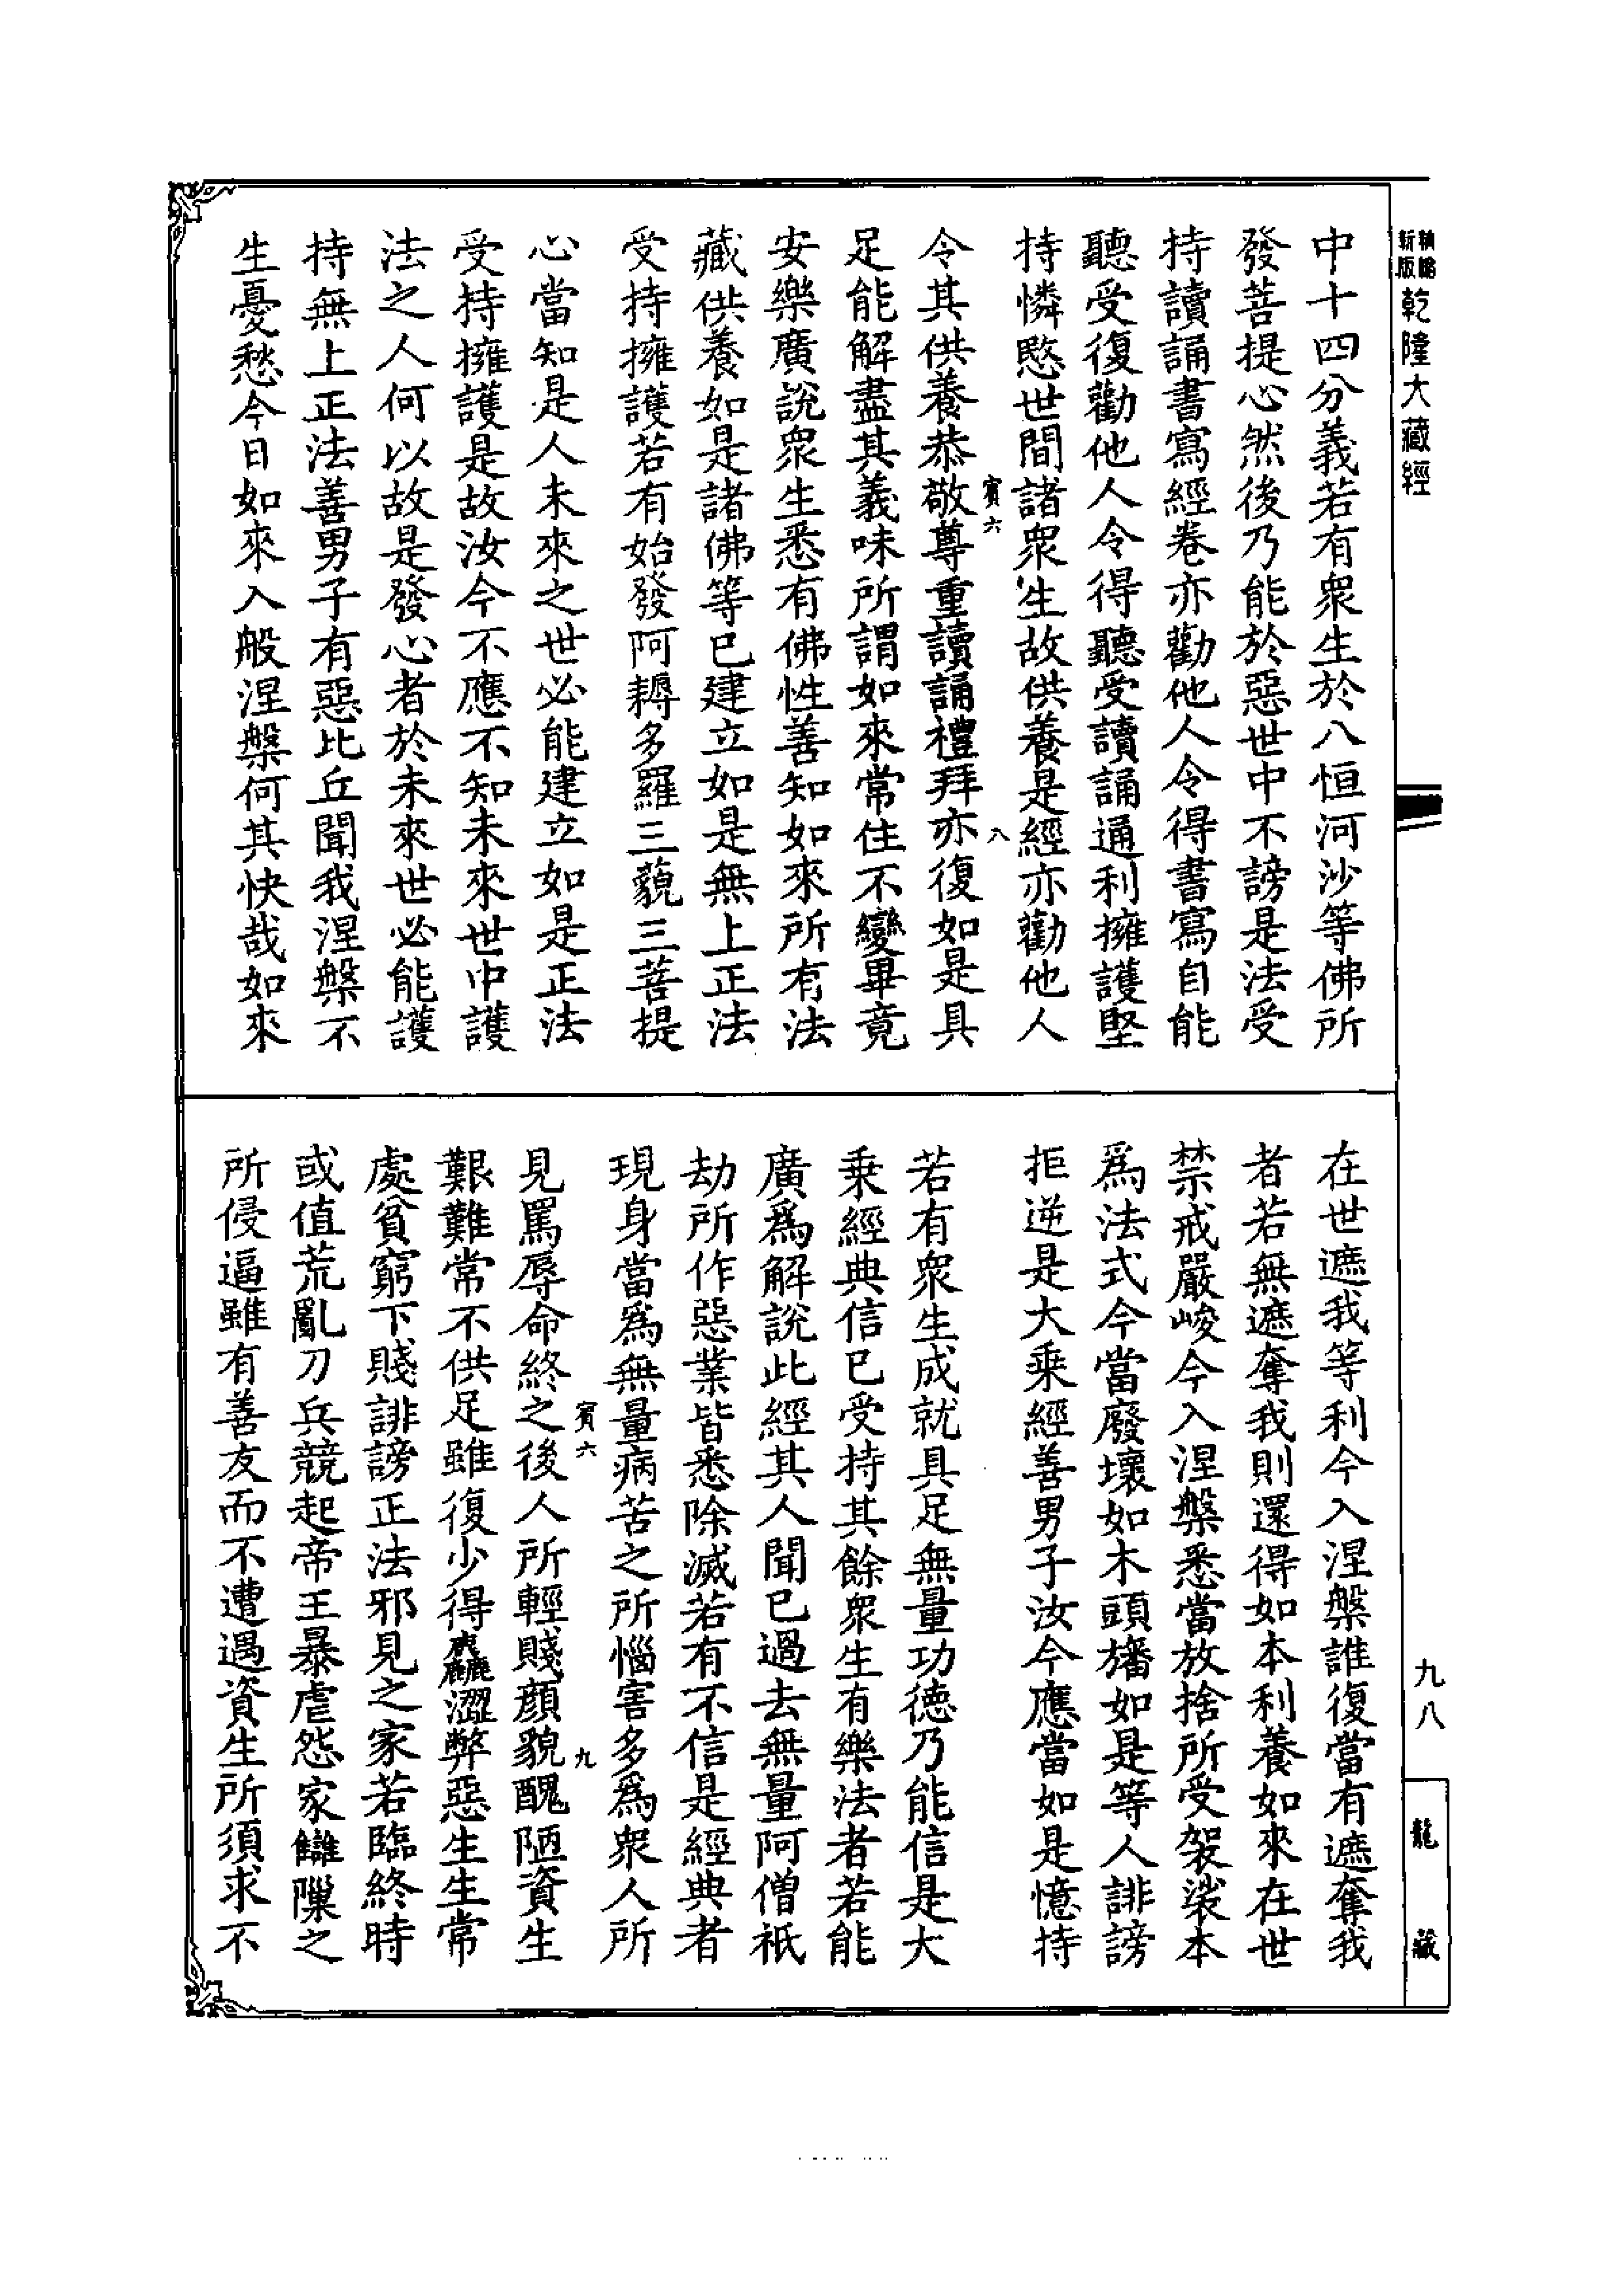 新版
精縮
乾隆大藏經
中十四分義若有衆生於八恒河沙等佛所
發菩提心然後乃能於惡世中不謗是法受
持讀誦書寫經卷亦勸他人令得書寫自能
聽受復勸他人令得聽受讀誦通利擁護堅
持憐愍世間諸衆生故供養是經亦勸他人
賓六
八
令其供養恭敬尊重讀誦禮拜亦復如是具
足能解盡其義味所謂如來常住不變畢竟
安樂廣說衆生悉有佛性善知如來所有法
藏供養如是諸佛等已建立如是無上正法
受持擁護若有始發阿耨多羅三藐三菩提
心當知是人未來之世必能建立如是正法
受持擁護是故汝今不應不知未來世中護
法之人何以故是發心者於未來世必能護
持無上正法善男子有惡比丘聞我涅槃不
生憂愁今日如來入般涅槃何其快哉如來
在世遮我等利今入涅槃誰復當有遮奪我
者若無遮奪我則還得如本利養如來在世
禁戒嚴峻今入涅槃悉當放捨所受袈裟本
爲法式今當廢壞如木頭旛如是等人誹謗
拒逆是大乘經善男子汝今應當如是憶持
若有衆生成就具足無量功德乃能信是大
乘經典信已受持其餘衆生有樂法者若能
廣爲解說此經其人聞已過去無量阿僧祇
劫所作惡業皆悉除滅若有不信是經典者
現身當爲無量病苦之所惱害多爲衆人所
賓六
九
見罵辱命終之後人所輕賤顏貌醜陋資生
艱難常不供足雖復少得麤澀弊惡生生常
處貧窮下賤誹謗正法邪見之家若臨終時
或值荒亂刀兵競起帝王暴虐怨家讎隟之
所侵逼雖有善友而不遭遇資生所須求不
九八
龍藏